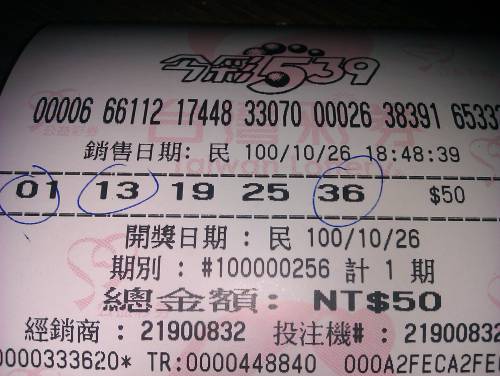 今彩539
00006 66112 17448 33070 00026 38391 6533
銷售日期: 民 100/10/26 18:48:39
01 13 19 25 36 $50
開獎日期 : 民 100/10/26
期別 : #100000256 計 1 期
總金額: NT$50
經銷商 : 21900832 投注機# : 21900832
0000333620* TR:0000448840 000A2FECA2FE